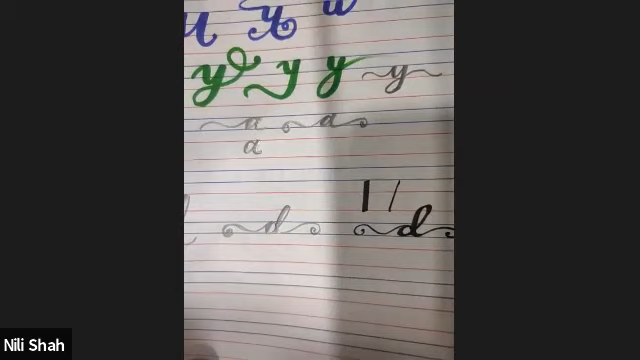 u y u
y y y y
a a
a
d d
Nili Shah